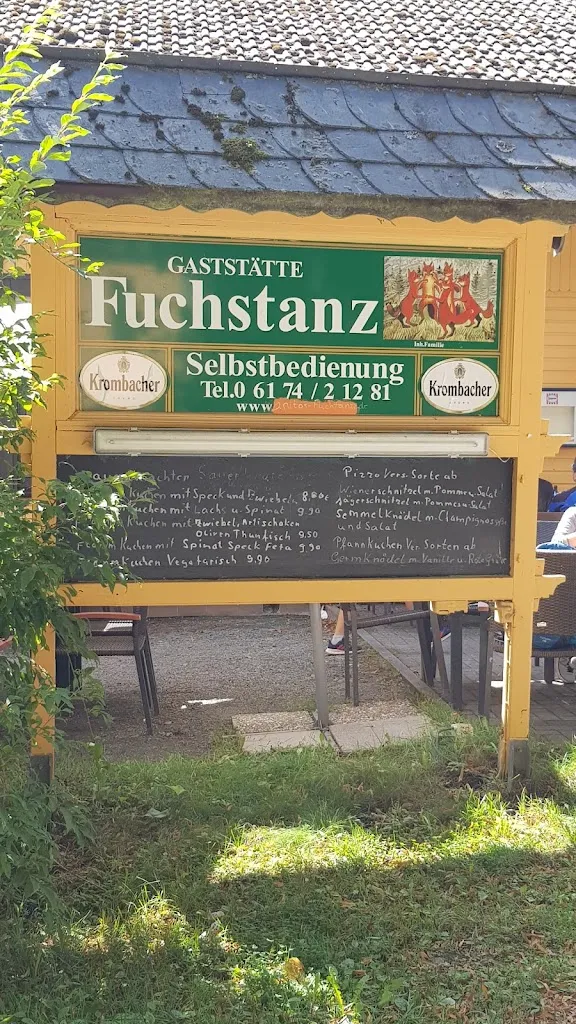 GASTSTÄTTE
Fuchstanz
Inh.Familie
Krombacher
Selbstbedienung
Tel.0 61 74 / 2 12 81
www.
Krombacher
Kuchen mit Speck und Zwiebeln 8,80€
Kuchen mit Lachs u. Spinat 9.90
Kuchen mit Zwiebel, Artischoken
Oliven Thunfisch 9.50
Kuchen mit Spinat Speck Feta 9.90
Kuchen Vegetarisch 9.90
Pizza Vers. Sorte ab
Wienerschnitzel m. Pommes u. Salat
Jägerschnitzel m. Pommes u Salat
Semmelknödel m. Champignons
und Salat
Pfannkuchen Ver. Sorten ab
Germknödel m. Vanille u.